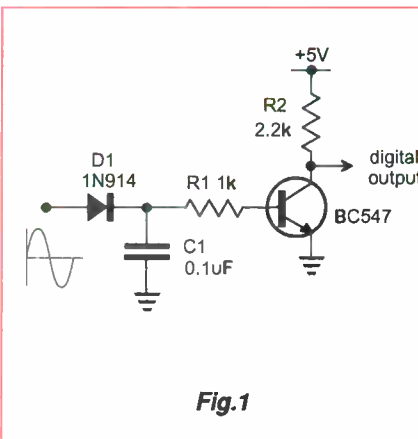 +5V
R2
2.2k
digital
output
D1
1N914
R1 1k
BC547
C1
0.1uF
Fig.1